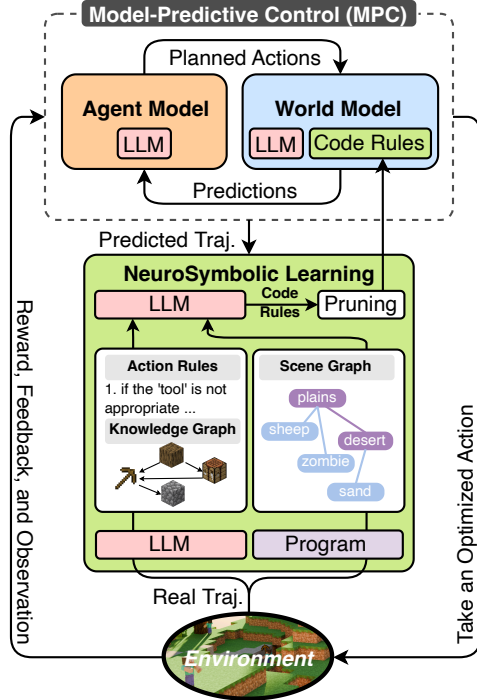 Model-Predictive Control (MPC)
Planned Actions
Agent Model
LLM
World Model
LLM
Code Rules
Predictions
Predicted Traj.
NeuroSymbolic Learning
LLM
Code
Rules
Pruning
Action Rules
1. if the 'tool' is not
appropriate ...
Knowledge Graph
Scene Graph
plains
sheep
desert
zombie
sand
LLM
Program
Real Traj.
Environment
Reward, Feedback, and Observation
Take an Optimized Action